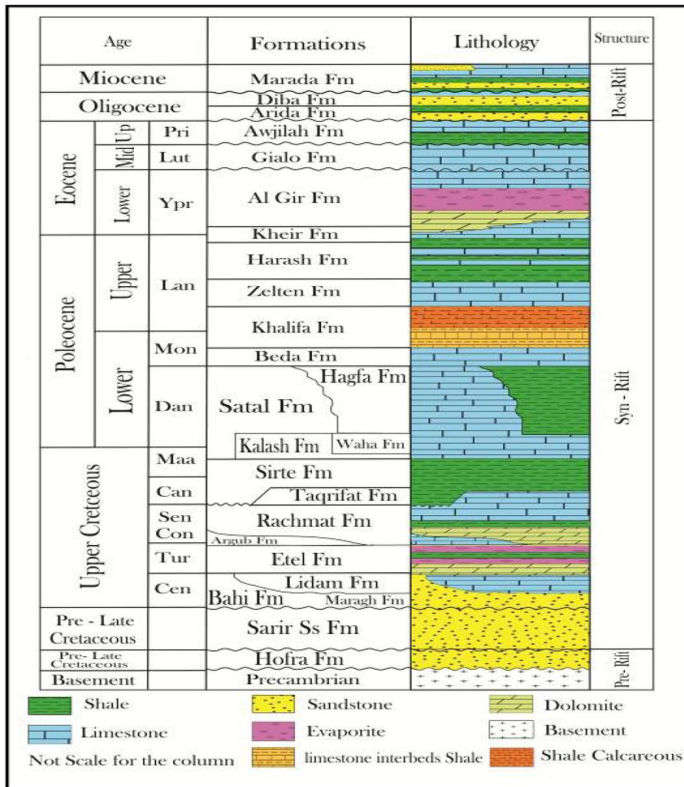 Age Formations Lithology Structure
Miocene Marada Fm Post-Rift
Oligocene Diba Fm
Arida Fm
Eocene Up Pri Awjilah Fm Syn - Rift
Mid Lut Gialo Fm
Lower Ypr Al Gir Fm
Kheir Fm
Poleocene Upper Lan Harash Fm
Zelten Fm
Khalifa Fm
Lower Mon Beda Fm
Dan Hagfa Fm
Satal Fm
Kalash Fm Waha Fm
Upper Cretceous Maa Sirte Fm
Can Taqrifat Fm
Sen Rachmat Fm
Con Argub Fm
Tur Etel Fm
Cen Lidam Fm
Bahi Fm Maragh Fm
Pre - Late Cretaceous Sarir Ss Fm
Pre- Late Cretaceous Hofra Fm Pre- Rift
Basement Precambrian
Shale Sandstone Dolomite
Limestone Evaporite Basement
Not Scale for the column limestone interbeds Shale Shale Calcareous